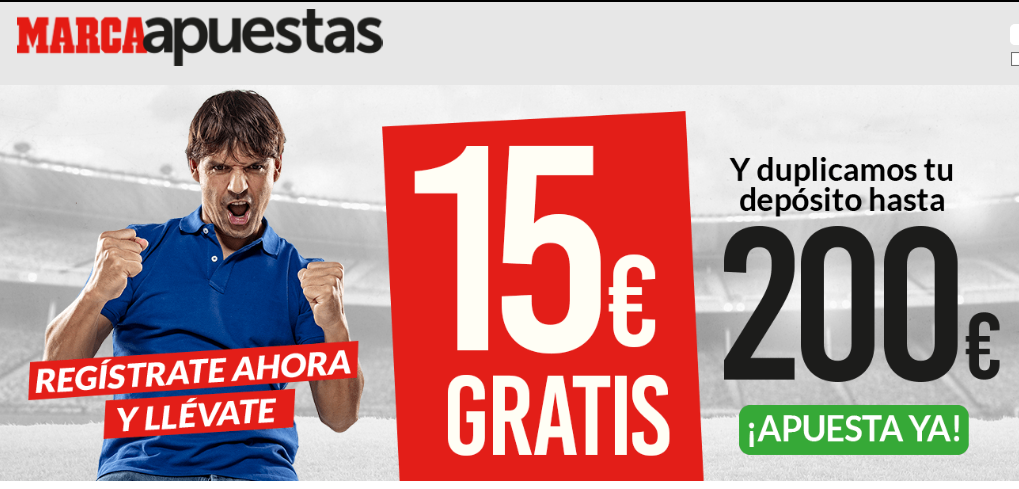 MARCAapuestas
REGÍSTRATE AHORA
Y LLÉVATE
15€
GRATIS
Y duplicamos tu
depósito hasta
200€
¡APUESTA YA!